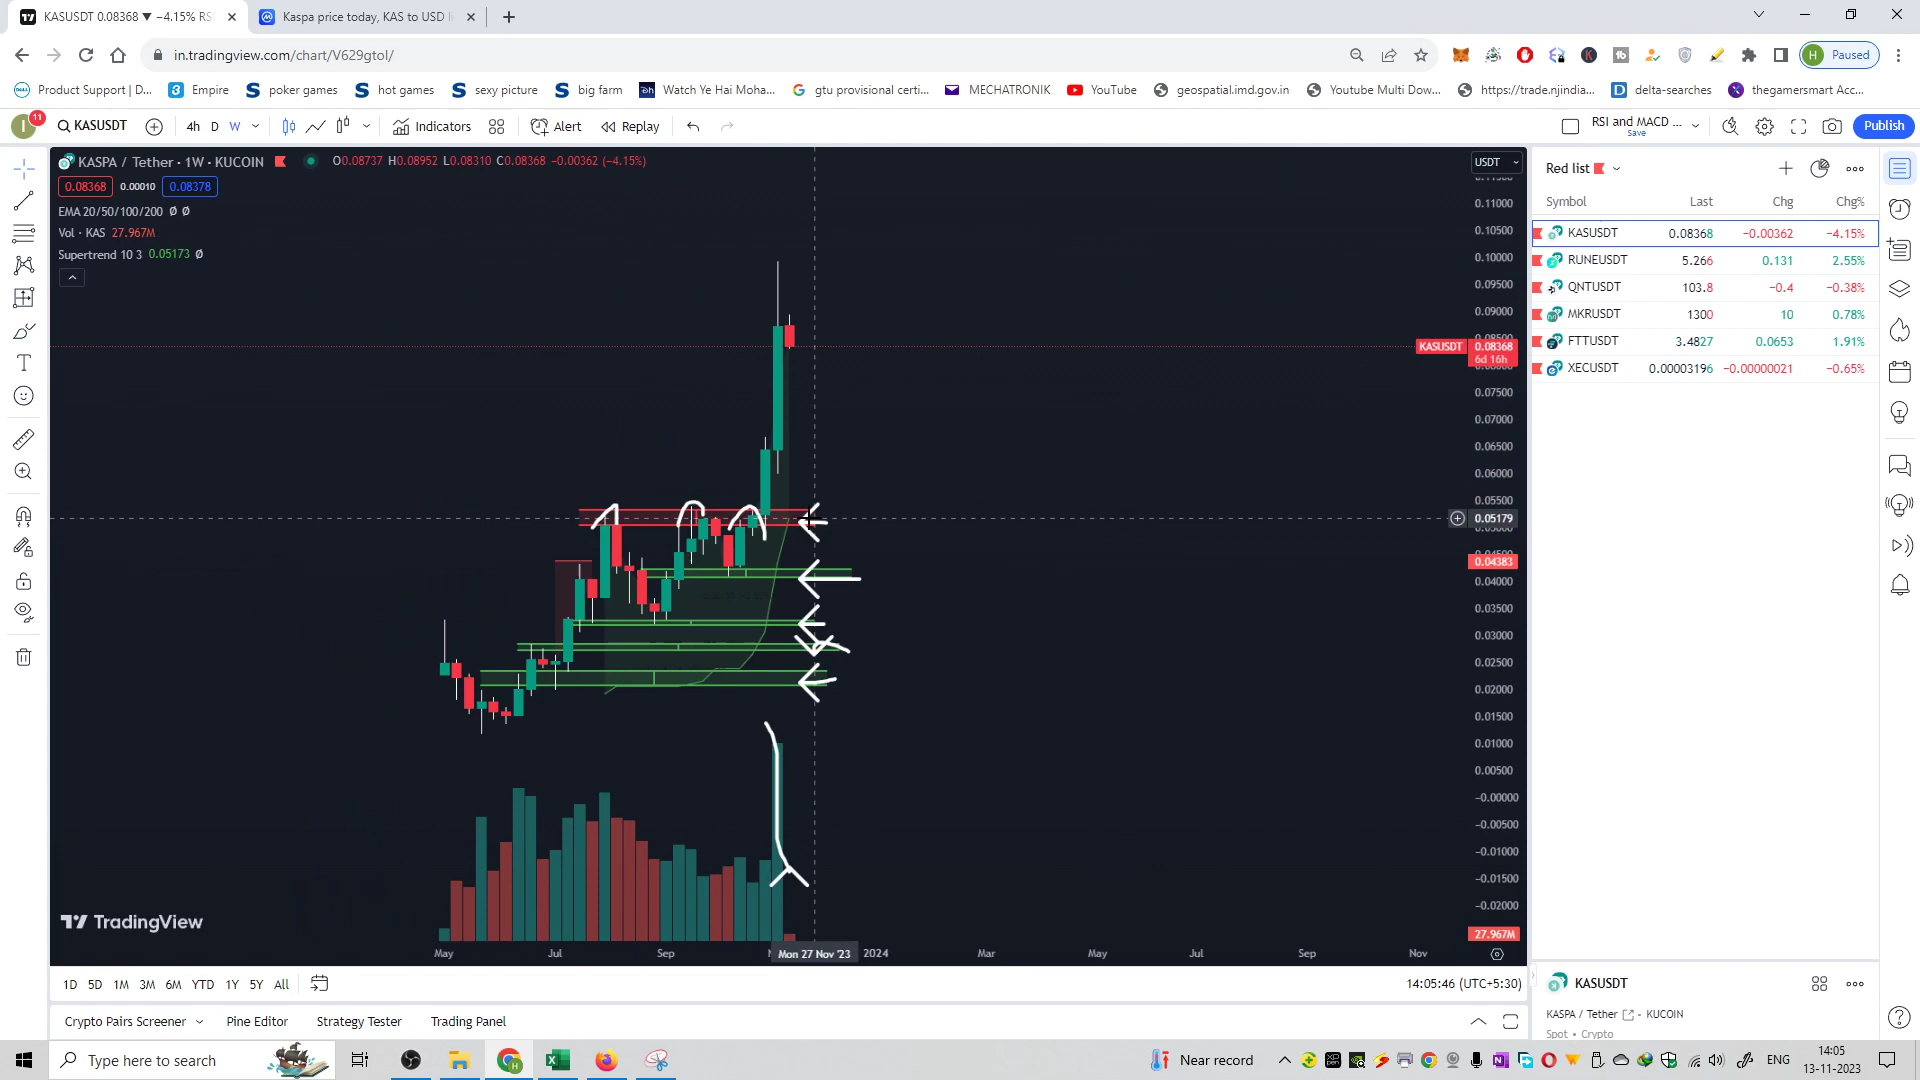 KASUSDT 0.08368 ▼ −4.15% RS
Kaspa price today, KAS to USD li
in.tradingview.com/chart/V629gtoI/
H Paused
Product Support | D...
Empire
poker games
hot games
sexy picture
big farm
Watch Ye Hai Moha...
gtu provisional certi...
MECHATRONIK
YouTube
geospatial.imd.gov.in
Youtube Multi Dow...
https://trade.njindia...
delta-searches
thegamersmart Acc...
I 11 KASUSDT 4h D W Indicators Alert Replay RSI and MACD ... Save Publish
KASPA / Tether · 1W · KUCOIN O0.08737 H0.08952 L0.08310 C0.08368 −0.00362 (−4.15%)
0.08368 0.00010 0.08378
EMA 20/50/100/200 Ø Ø
Vol · KAS 27.967M
Supertrend 10 3 0.05173 Ø
USDT
0.11000
0.10500
0.10000
0.09500
0.09000
KASUSDT 0.08368
6d 16h
0.07500
0.07000
0.06500
0.06000
0.05500
0.05179
0.04383
0.04000
0.03500
0.03000
0.02500
0.02000
0.01500
0.01000
0.00500
−0.00000
−0.00500
−0.01000
−0.01500
−0.02000
27.967M
TradingView
May Jul Sep Mon 27 Nov '23 2024 Mar May Jul Sep Nov
1D 5D 1M 3M 6M YTD 1Y 5Y All 14:05:46 (UTC+5:30)
Crypto Pairs Screener Pine Editor Strategy Tester Trading Panel
Red list
Symbol Last Chg Chg%
KASUSDT 0.08368 −0.00362 −4.15%
RUNEUSDT 5.266 0.131 2.55%
QNTUSDT 103.8 −0.4 −0.38%
MKRUSDT 1300 10 0.78%
FTTUSDT 3.4827 0.0653 1.91%
XECUSDT 0.00003196 −0.00000021 −0.65%
KASUSDT
KASPA / Tether · KUCOIN
Spot • Crypto
Type here to search
Near record
ENG
14:05
13-11-2023